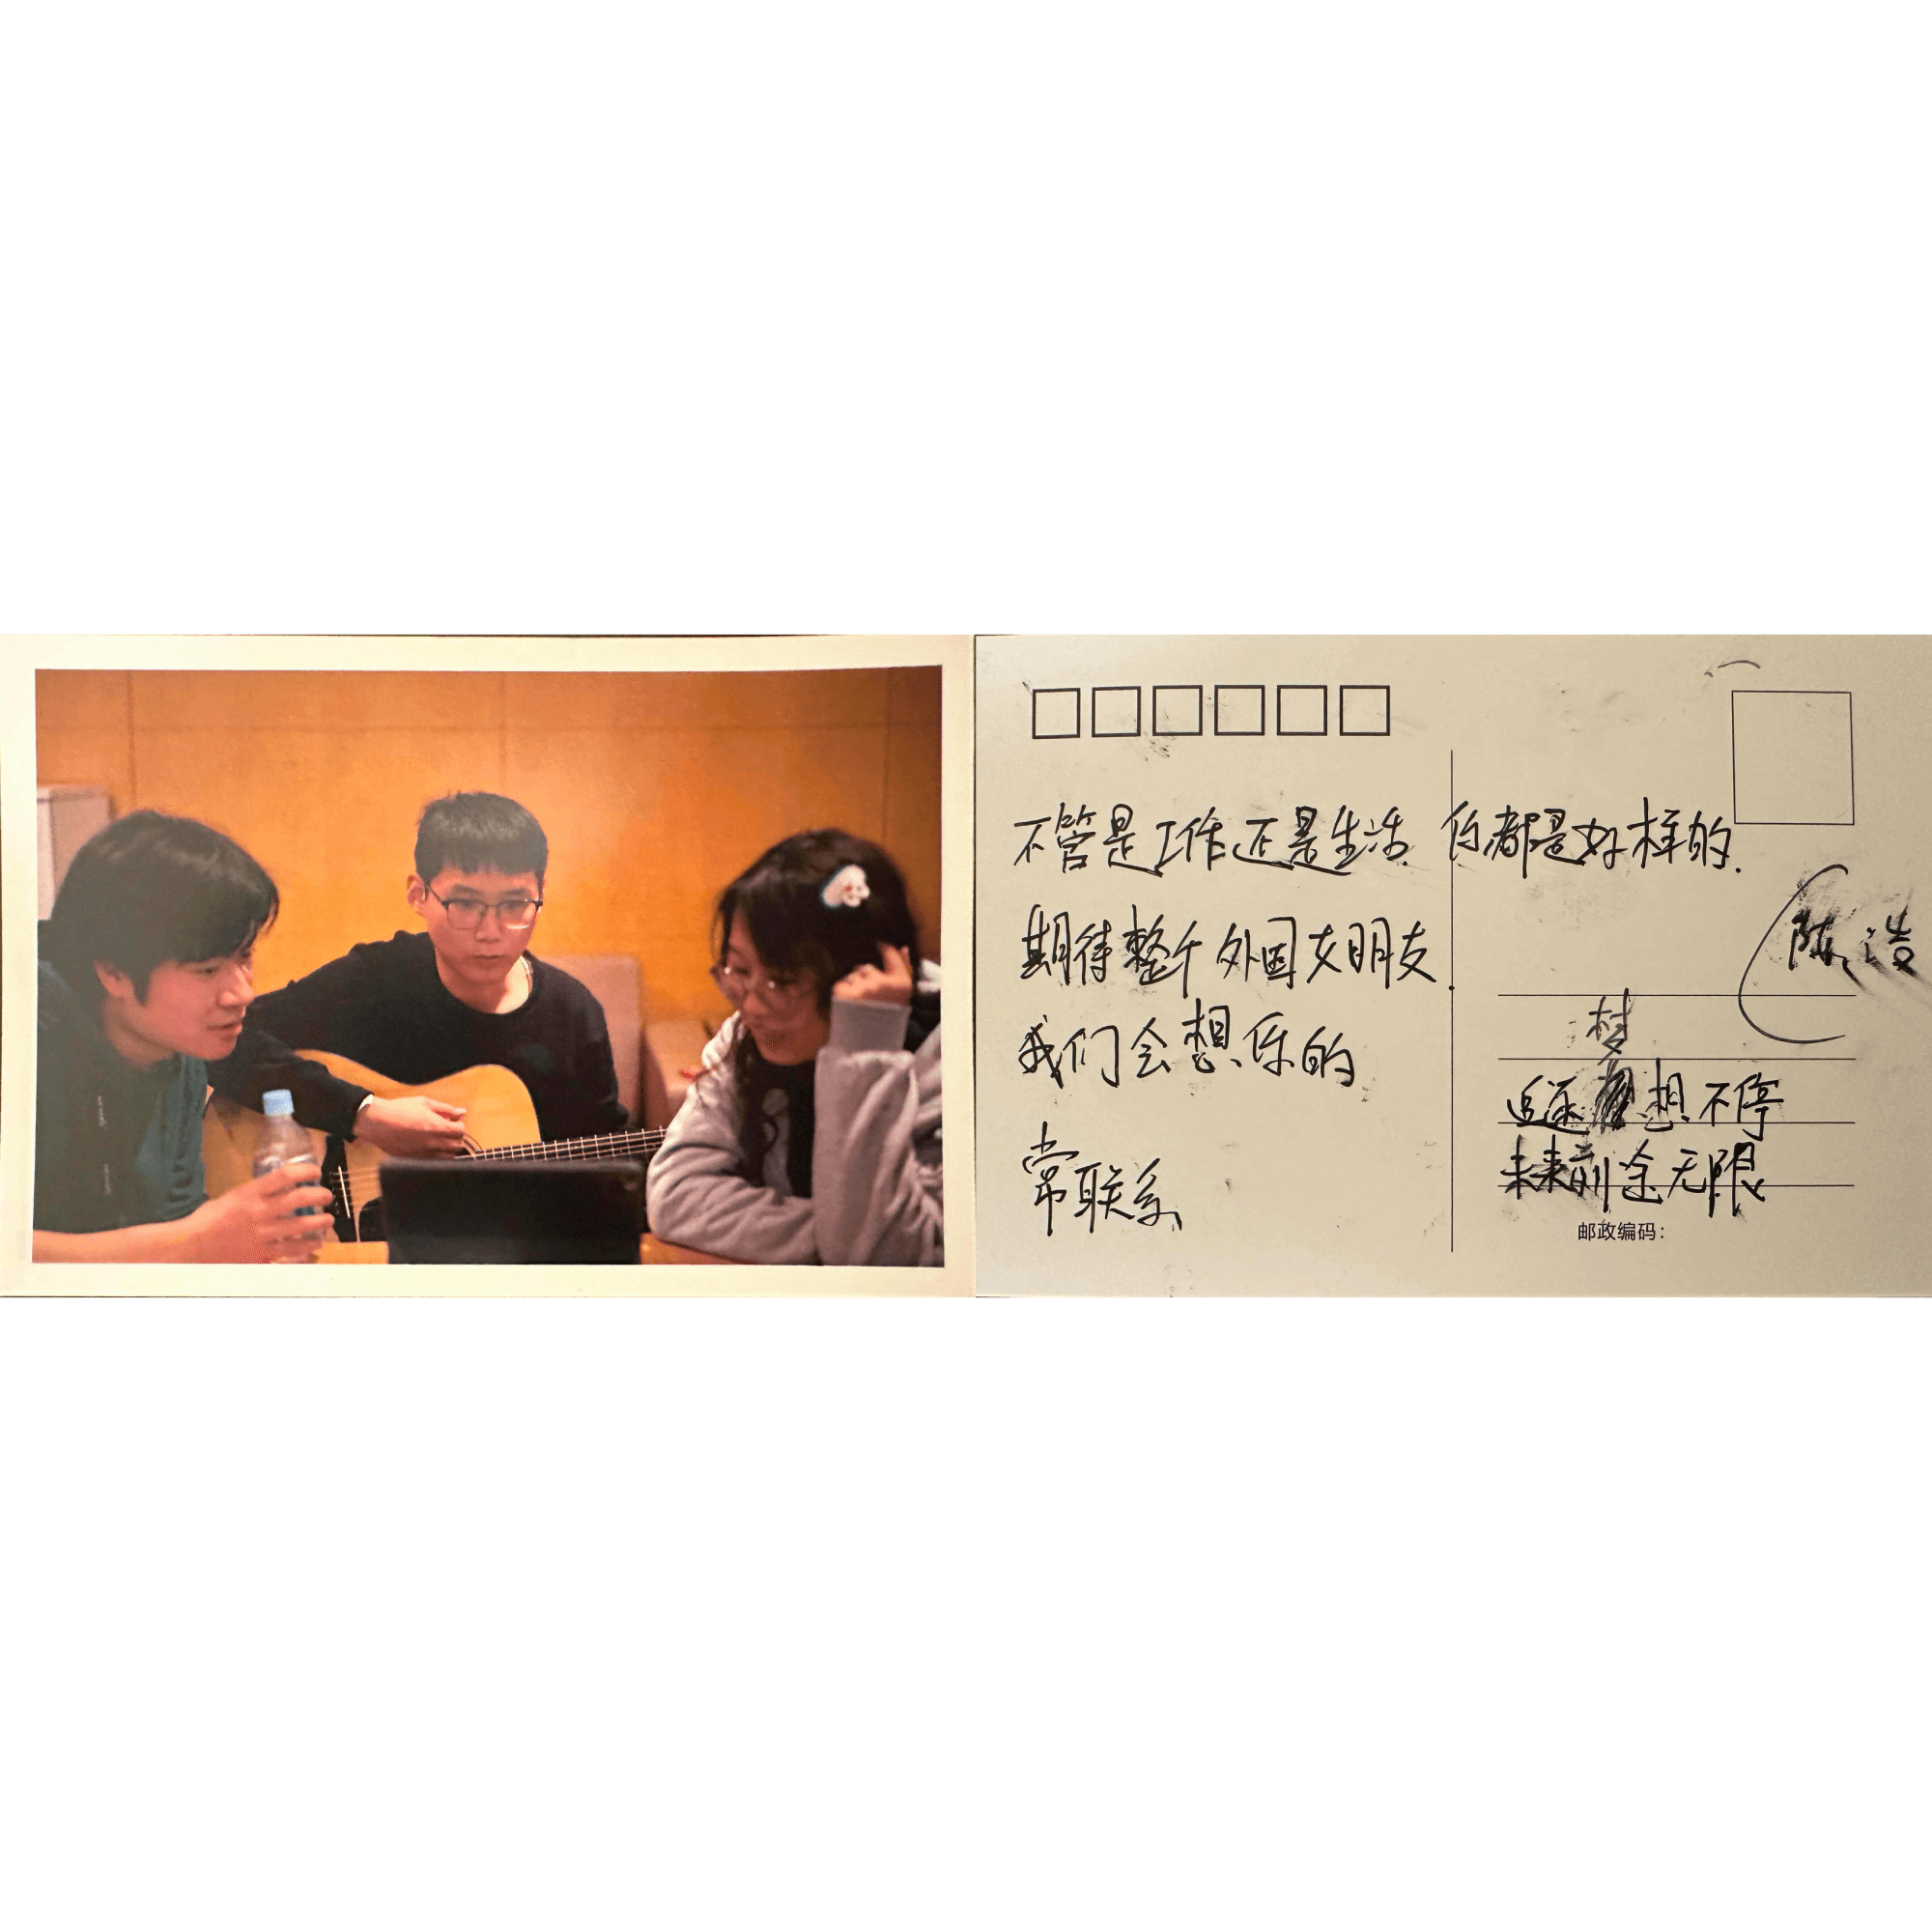 不管是工作还是生活 你都是好样的.
期待整个外国女朋友.
我们会想你的
常联系
陈浩
梦
追逐 想不停
未来前途无限
邮政编码：